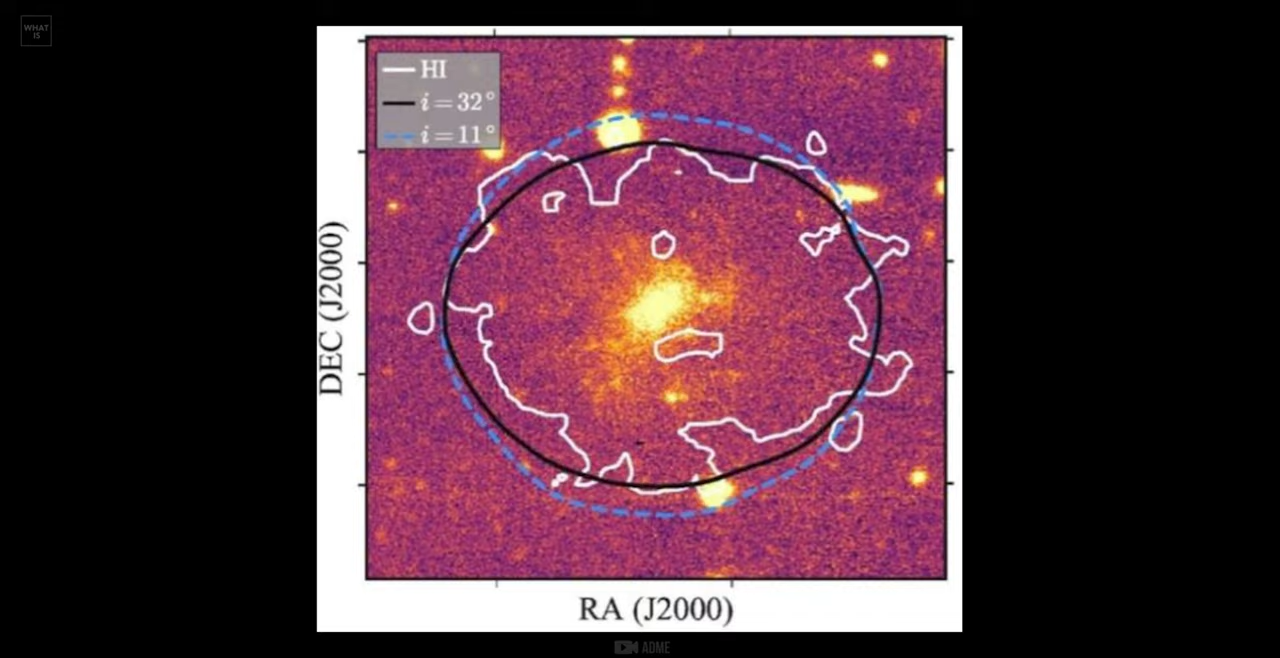 WHAT
IS
HI
i = 32°
i = 11°
DEC (J2000)
RA (J2000)
ADME